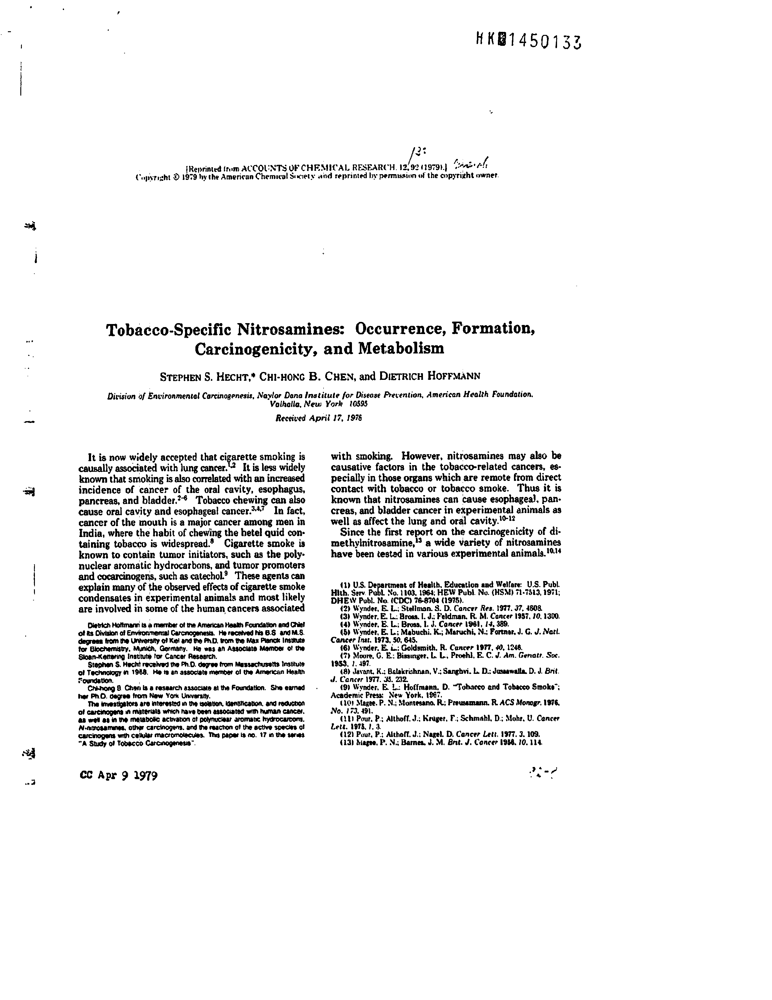 HK01450133
[Reprinted from ACCOUNTS OF CHEMICAL RESEARCH, 12, 92 (1979).]
Copyright © 1979 by the American Chemical Society and reprinted by permission of the copyright owner.
Tobacco-Specific Nitrosamines: Occurrence, Formation,
Carcinogenicity, and Metabolism
STEPHEN S. HECHT,* CHI-HONG B. CHEN, and DIETRICH HOFFMANN
Division of Environmental Carcinogenesis, Naylor Dana Institute for Disease Prevention, American Health Foundation,
Valhalla, New York 10595
Received April 17, 1978
It is now widely accepted that cigarette smoking is
causally associated with lung cancer.1,2 It is less widely
known that smoking is also correlated with an increased
incidence of cancer of the oral cavity, esophagus,
pancreas, and bladder.2-6 Tobacco chewing can also
cause oral cavity and esophageal cancer.3,4,7 In fact,
cancer of the mouth is a major cancer among men in
India, where the habit of chewing the betel quid con-
taining tobacco is widespread.8 Cigarette smoke is
known to contain tumor initiators, such as the poly-
nuclear aromatic hydrocarbons, and tumor promoters
and cocarcinogens, such as catechol.9 These agents can
explain many of the observed effects of cigarette smoke
condensates in experimental animals and most likely
are involved in some of the human cancers associated
Dietrich Hoffmann is a member of the American Health Foundation and Chief
of its Division of Environmental Carcinogenesis. He received his B.S. and M.S.
degrees from the University of Kiel and the Ph.D. from the Max Planck Institute
for Biochemistry, Munich, Germany. He was an Associate Member of the
Sloan-Kettering Institute for Cancer Research.
Stephen S. Hecht received the Ph.D. degree from Massachusetts Institute
of Technology in 1968. He is an associate member of the American Health
Foundation.
Chi-hong B. Chen is a research associate at the Foundation. She earned
her Ph.D. degree from New York University.
The investigators are interested in the isolation, identification, and reduction
of carcinogens in materials which have been associated with human cancer,
as well as in the metabolic activation of polynuclear aromatic hydrocarbons,
N-nitrosamines, other carcinogens, and the reaction of the active species of
carcinogens with cellular macromolecules. This paper is no. 17 in the series
"A Study of Tobacco Carcinogenesis".
CC Apr 9 1979
with smoking. However, nitrosamines may also be
causative factors in the tobacco-related cancers, es-
pecially in those organs which are remote from direct
contact with tobacco or tobacco smoke. Thus it is
known that nitrosamines can cause esophageal, pan-
creas, and bladder cancer in experimental animals as
well as affect the lung and oral cavity.10-12
Since the first report on the carcinogenicity of di-
methylnitrosamine,13 a wide variety of nitrosamines
have been tested in various experimental animals.10,14
(1) U.S. Department of Health, Education and Welfare: U.S. Publ.
Hlth. Serv. Publ. No. 1103, 1964; HEW Publ. No. (HSM) 71-7513, 1971;
DHEW Publ. No. (CDC) 76-8704 (1975).
(2) Wynder, E. L.; Stellman, S. D. Cancer Res. 1977, 37, 4608.
(3) Wynder, E. L.; Bross, I. J.; Feldman, R. M. Cancer 1957, 10, 1300.
(4) Wynder, E. L.; Bross, I. J. Cancer 1961, 14, 389.
(5) Wynder, E. L.; Mabuchi, K.; Maruchi, N.; Fortner, J. G. J. Natl.
Cancer Inst. 1973, 50, 645.
(6) Wynder, E. L.; Goldsmith, R. Cancer 1977, 40, 1246.
(7) Moore, G. E.; Bissinger, L. L.; Proehl, E. C. J. Am. Geriatr. Soc.
1953, 1, 497.
(8) Jayant, K.; Balakrishnan, V.; Sanghvi, L. D.; Jussawalla, D. J. Brit.
J. Cancer 1977, 35, 232.
(9) Wynder, E. L.; Hoffmann, D. "Tobacco and Tobacco Smoke";
Academic Press: New York, 1967.
(10) Magee, P. N.; Montesano, R.; Preussmann, R. ACS Monogr. 1976,
No. 173, 491.
(11) Pour, P.; Althoff, J.; Krüger, F.; Schmahl, D.; Mohr, U. Cancer
Lett. 1975, 1, 3.
(12) Pour, P.; Althoff, J.; Nagel, D. Cancer Lett. 1977, 3, 109.
(13) Magee, P. N.; Barnes, J. M. Brit. J. Cancer 1956, 10, 114.